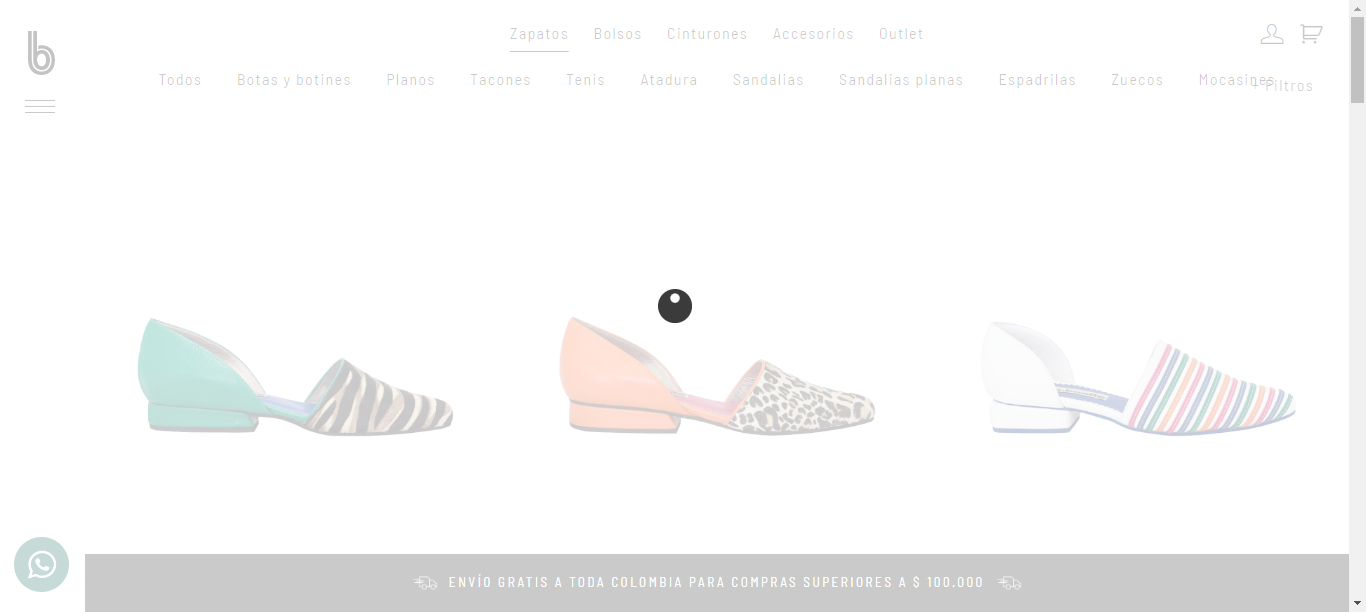 b
Zapatos Bolsos Cinturones Accesorios Outlet
Todos Botas y botines Planos Tacones Tenis Atadura Sandalias Sandalias planas Espadrilas Zuecos Mocasines
+ Filtros
ENVÍO GRATIS A TODA COLOMBIA PARA COMPRAS SUPERIORES A $ 100.000